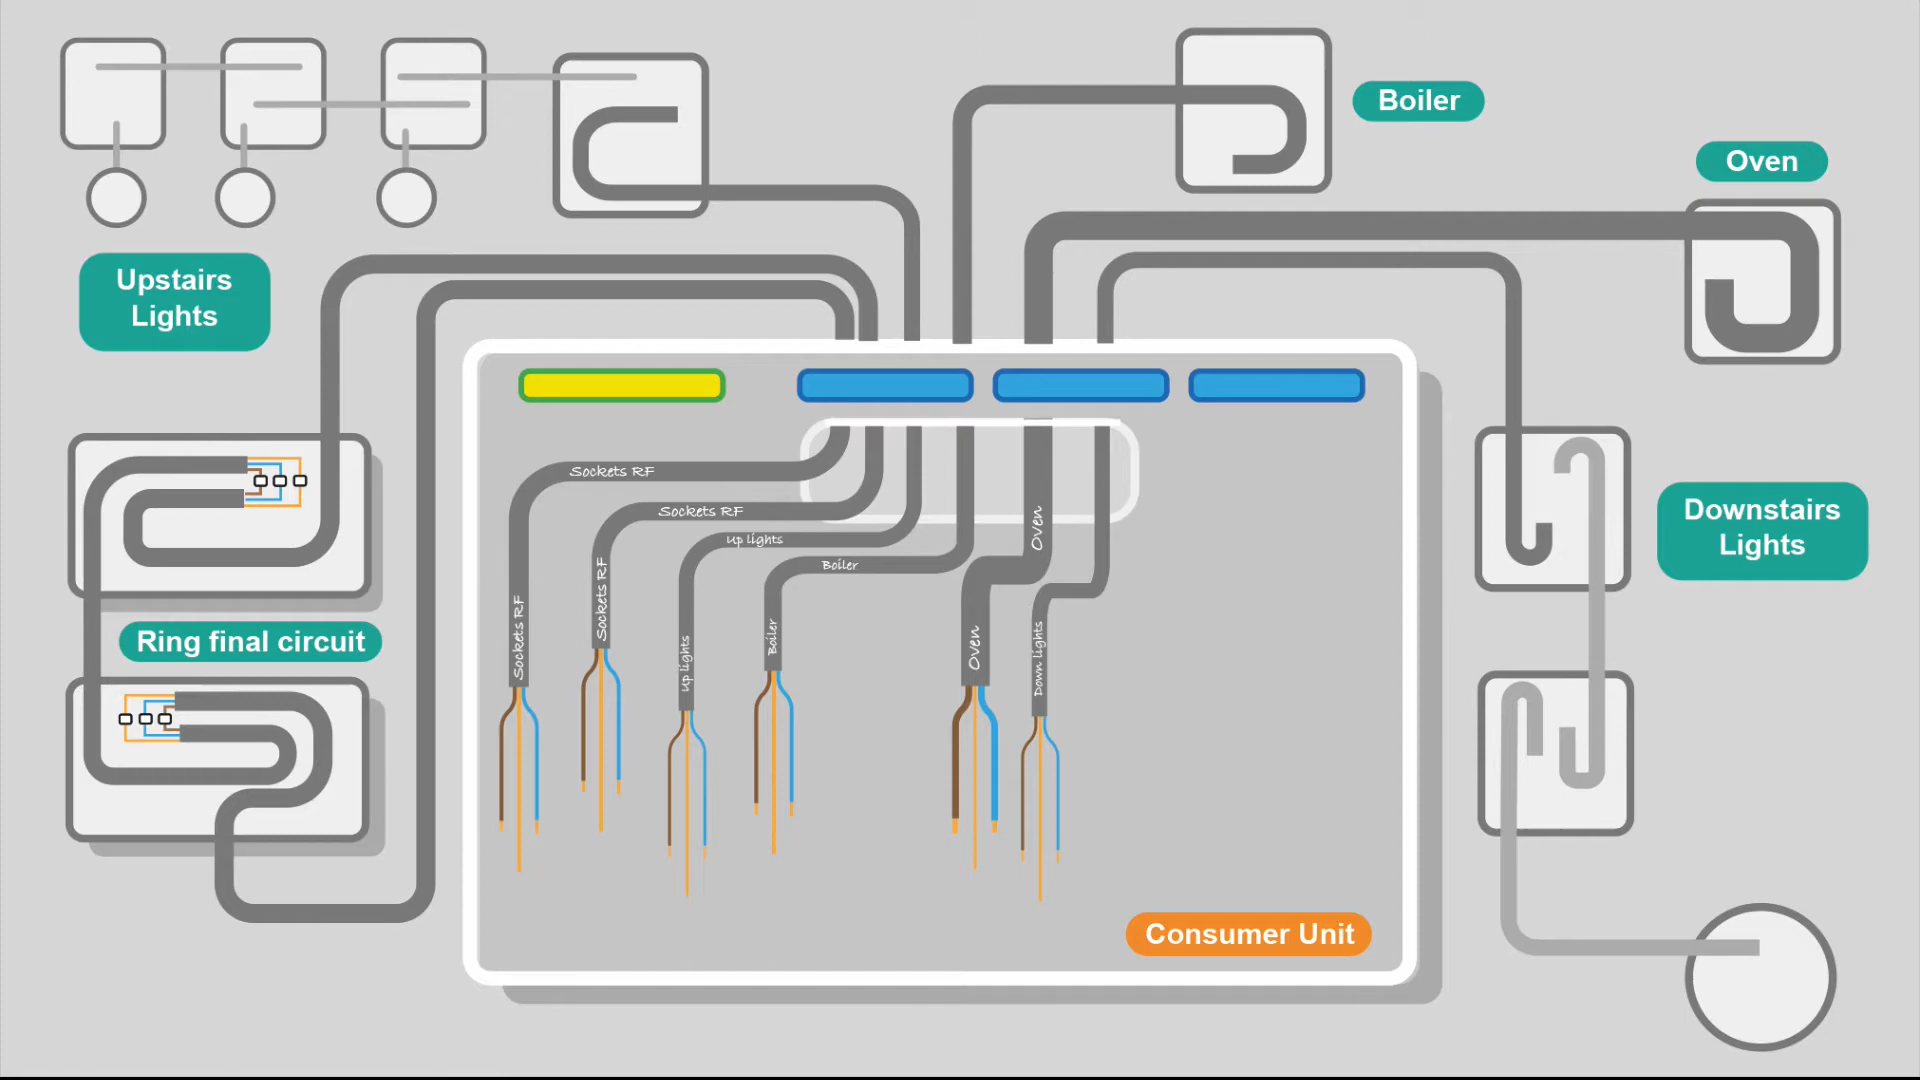 Boiler
Oven
Upstairs
Lights
Sockets RF
Sockets RF
Up lights
Boiler
Oven
Downstairs
Lights
Sockets RF
Sockets RF
Up lights
Boiler
Oven
Down lights
Ring final circuit
Consumer Unit